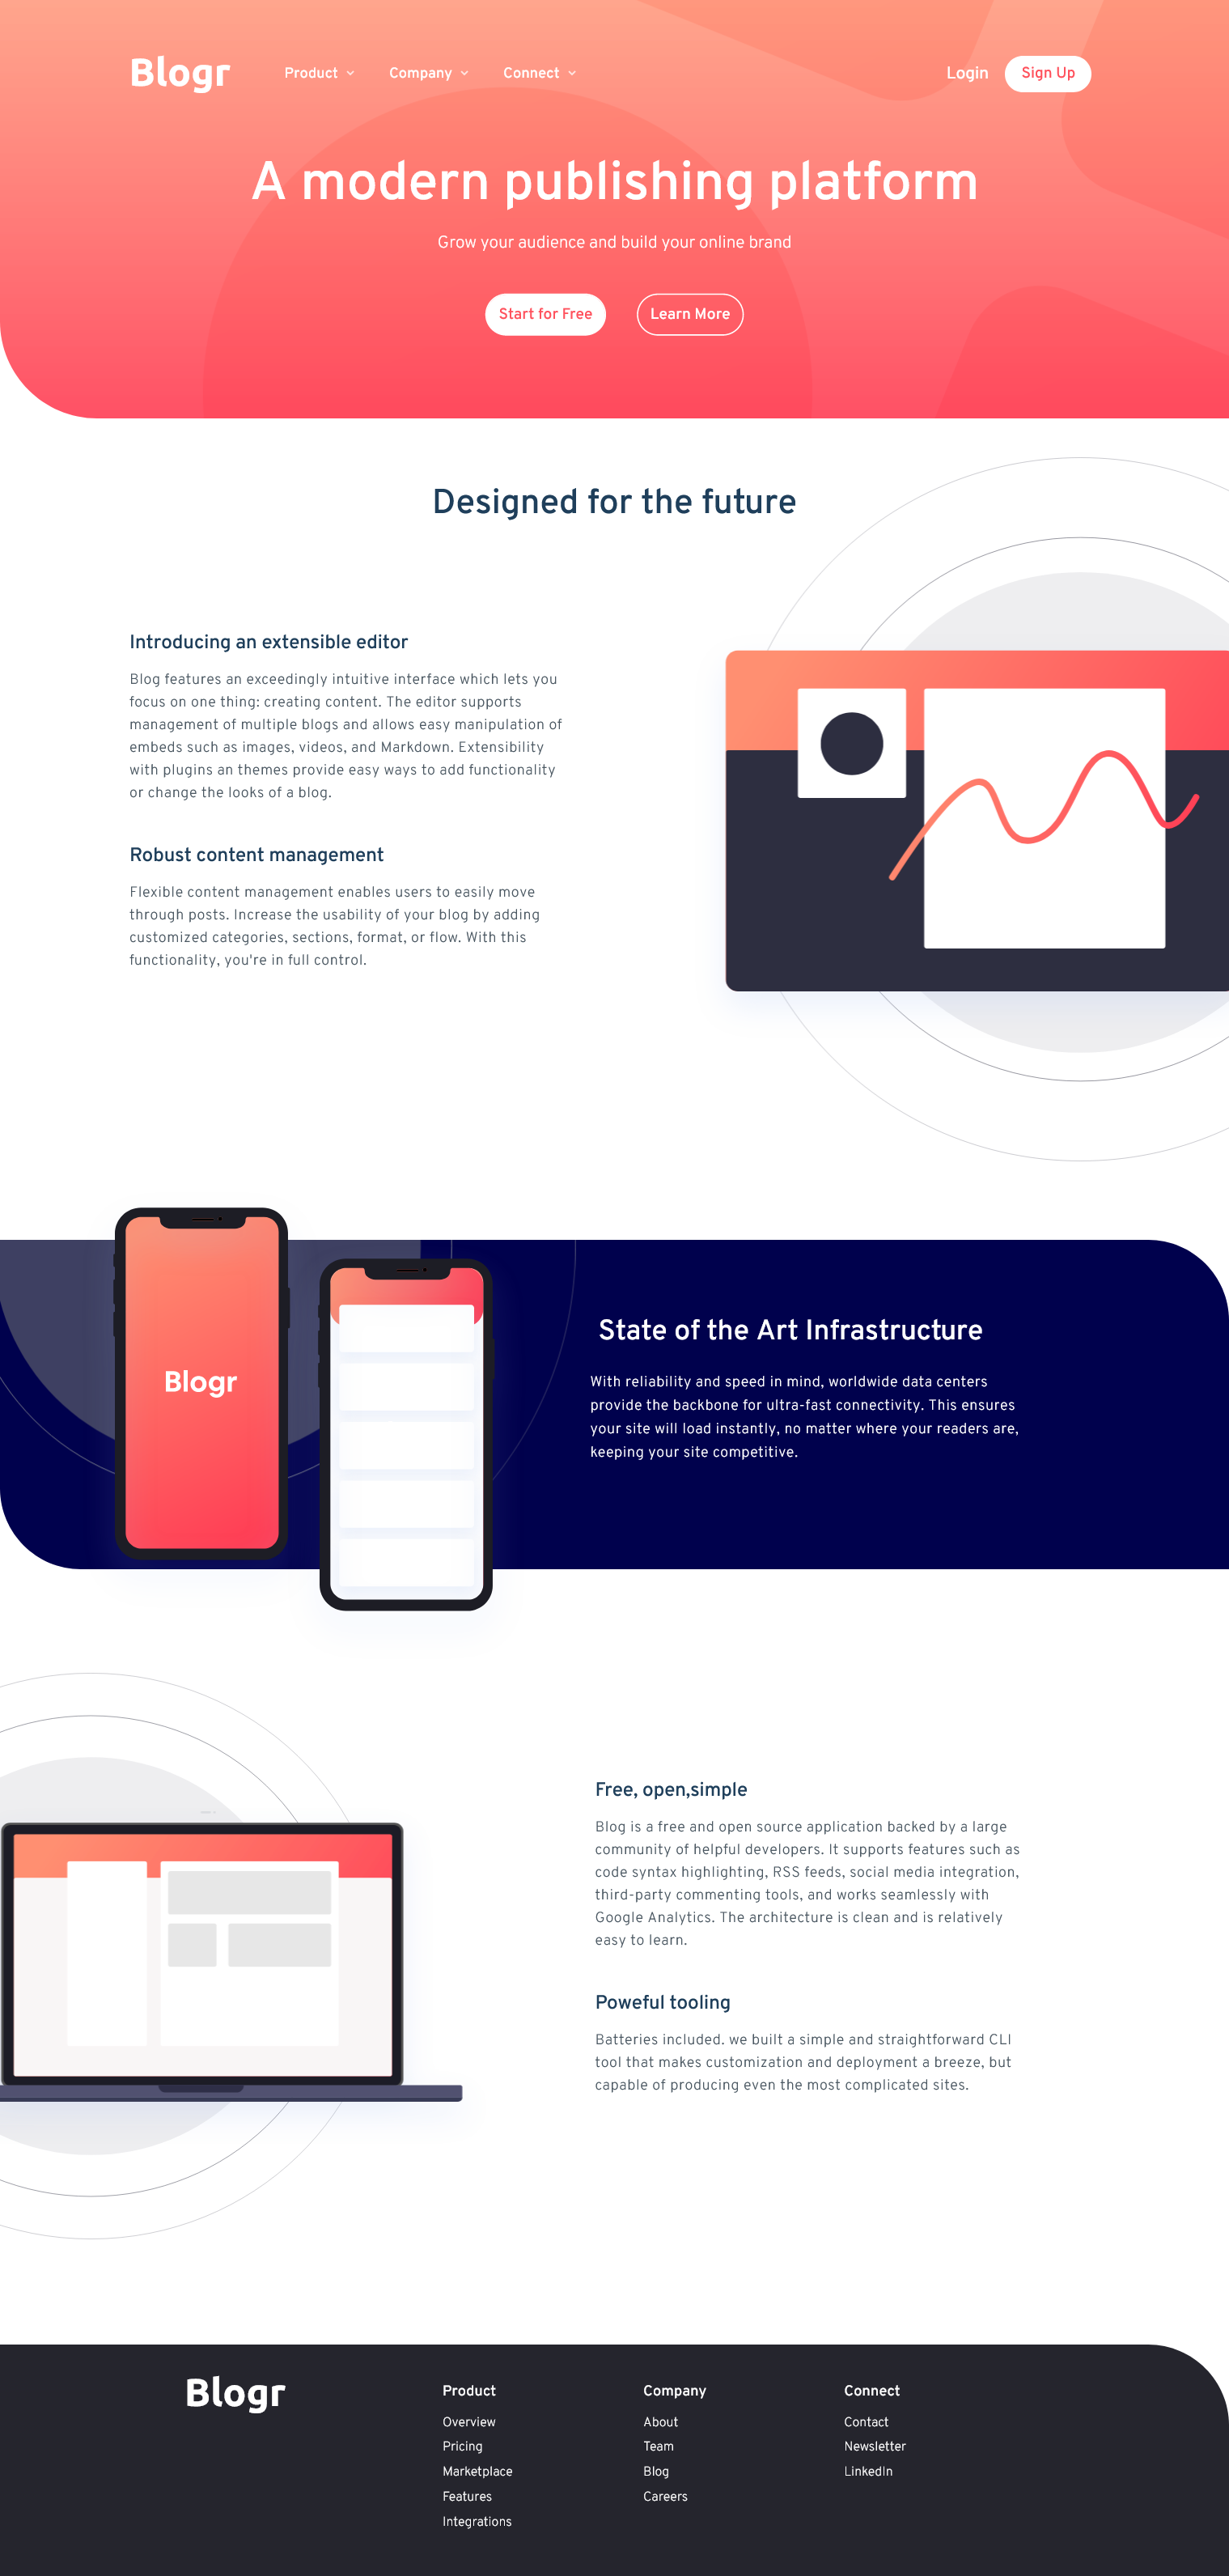 Blogr
Product
Company
Connect
Login
Sign Up
A modern publishing platform
Grow your audience and build your online brand
Start for Free
Learn More
Designed for the future
Introducing an extensible editor
Blog features an exceedingly intuitive interface which lets you
focus on one thing: creating content. The editor supports
management of multiple blogs and allows easy manipulation of
embeds such as images, videos, and Markdown. Extensibility
with plugins an themes provide easy ways to add functionality
or change the looks of a blog.
Robust content management
Flexible content management enables users to easily move
through posts. Increase the usability of your blog by adding
customized categories, sections, format, or flow. With this
functionality, you're in full control.
Blogr
State of the Art Infrastructure
With reliability and speed in mind, worldwide data centers
provide the backbone for ultra-fast connectivity. This ensures
your site will load instantly, no matter where your readers are,
keeping your site competitive.
Free, open,simple
Blog is a free and open source application backed by a large
community of helpful developers. It supports features such as
code syntax highlighting, RSS feeds, social media integration,
third-party commenting tools, and works seamlessly with
Google Analytics. The architecture is clean and is relatively
easy to learn.
Poweful tooling
Batteries included. we built a simple and straightforward CLI
tool that makes customization and deployment a breeze, but
capable of producing even the most complicated sites.
Blogr
Product
Overview
Pricing
Marketplace
Features
Integrations
Company
About
Team
Blog
Careers
Connect
Contact
Newsletter
LinkedIn